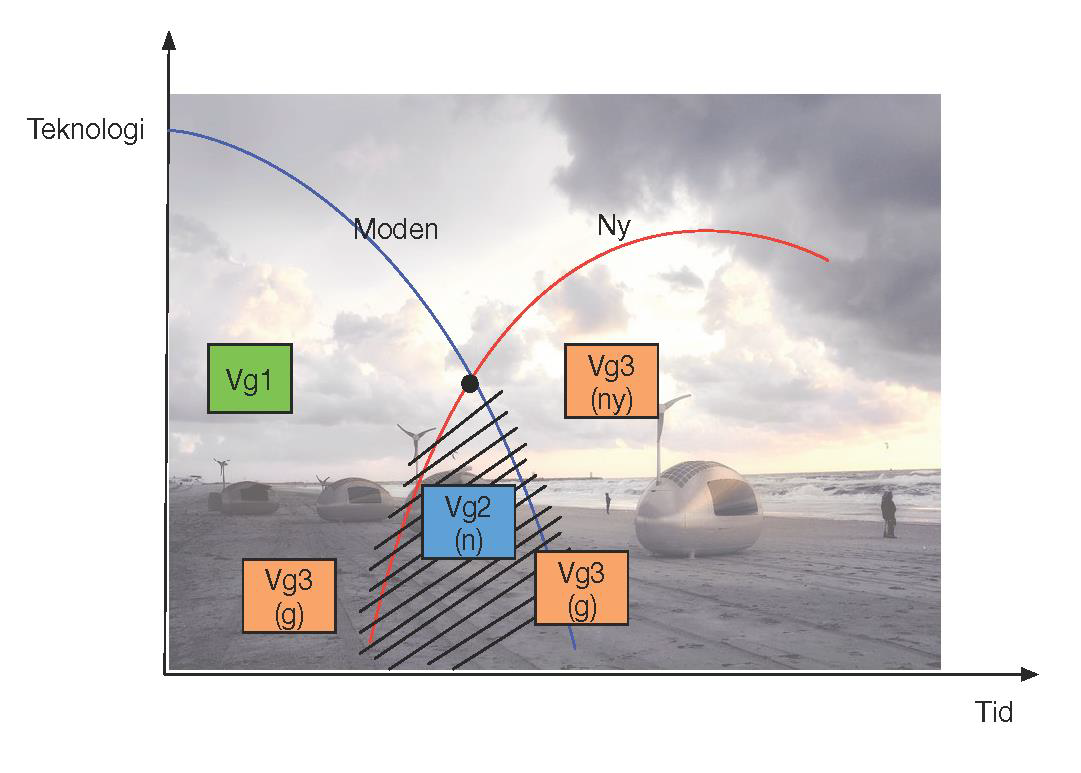 Teknologi
Moden
Ny
Vg1
Vg3
(ny)
Vg2
(n)
Vg3
(g)
Vg3
(g)
Tid